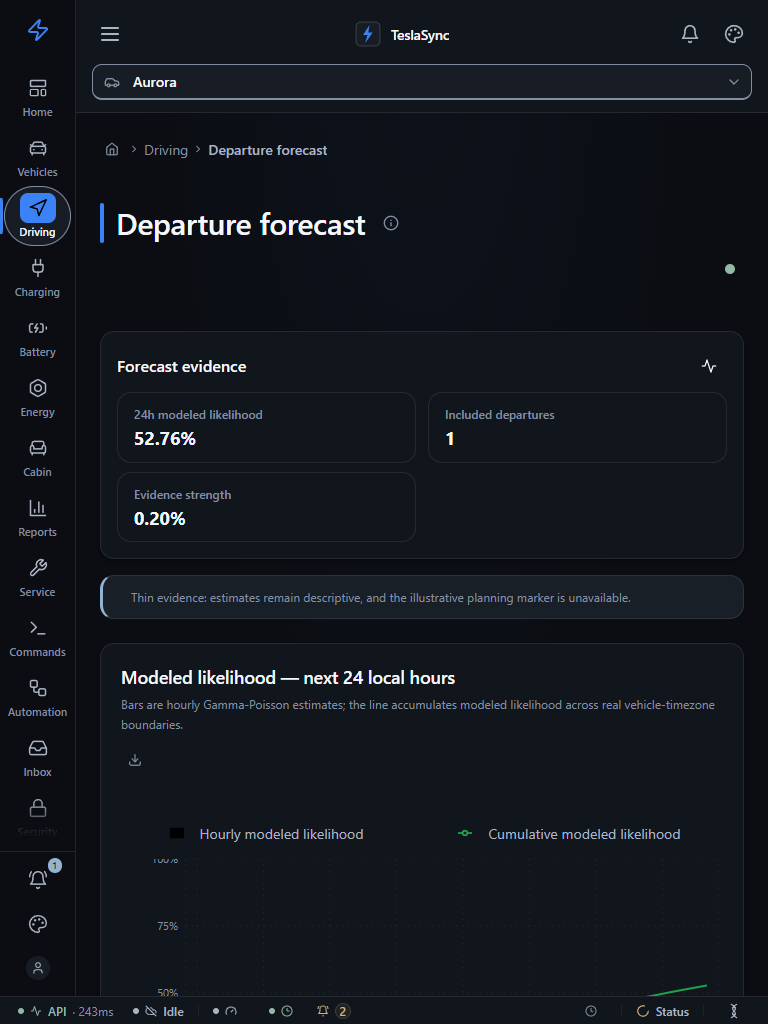 TeslaSync
Aurora
Home
Vehicles
Driving
Charging
Battery
Energy
Cabin
Reports
Service
Commands
Automation
Inbox
Security
1
Driving
Departure forecast
Departure forecast
Forecast evidence
24h modeled likelihood
52.76%
Included departures
1
Evidence strength
0.20%
Thin evidence: estimates remain descriptive, and the illustrative planning marker is unavailable.
Modeled likelihood — next 24 local hours
Bars are hourly Gamma-Poisson estimates; the line accumulates modeled likelihood across real vehicle-timezone
boundaries.
Hourly modeled likelihood
Cumulative modeled likelihood
100%
75%
50%
API · 243ms
Idle
2
Status